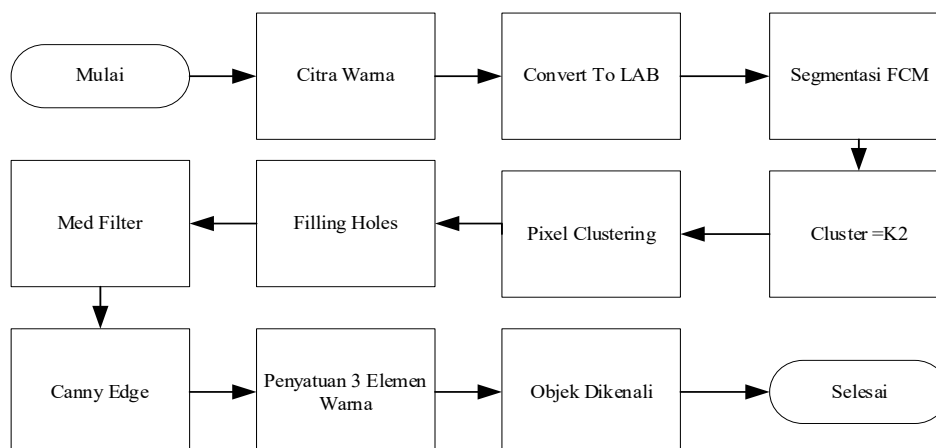 Mulai
Citra Warna
Convert To LAB
Segmentasi FCM
Med Filter
Filling Holes
Pixel Clustering
Cluster =K2
Canny Edge
Penyatuan 3 Elemen
Warna
Objek Dikenali
Selesai